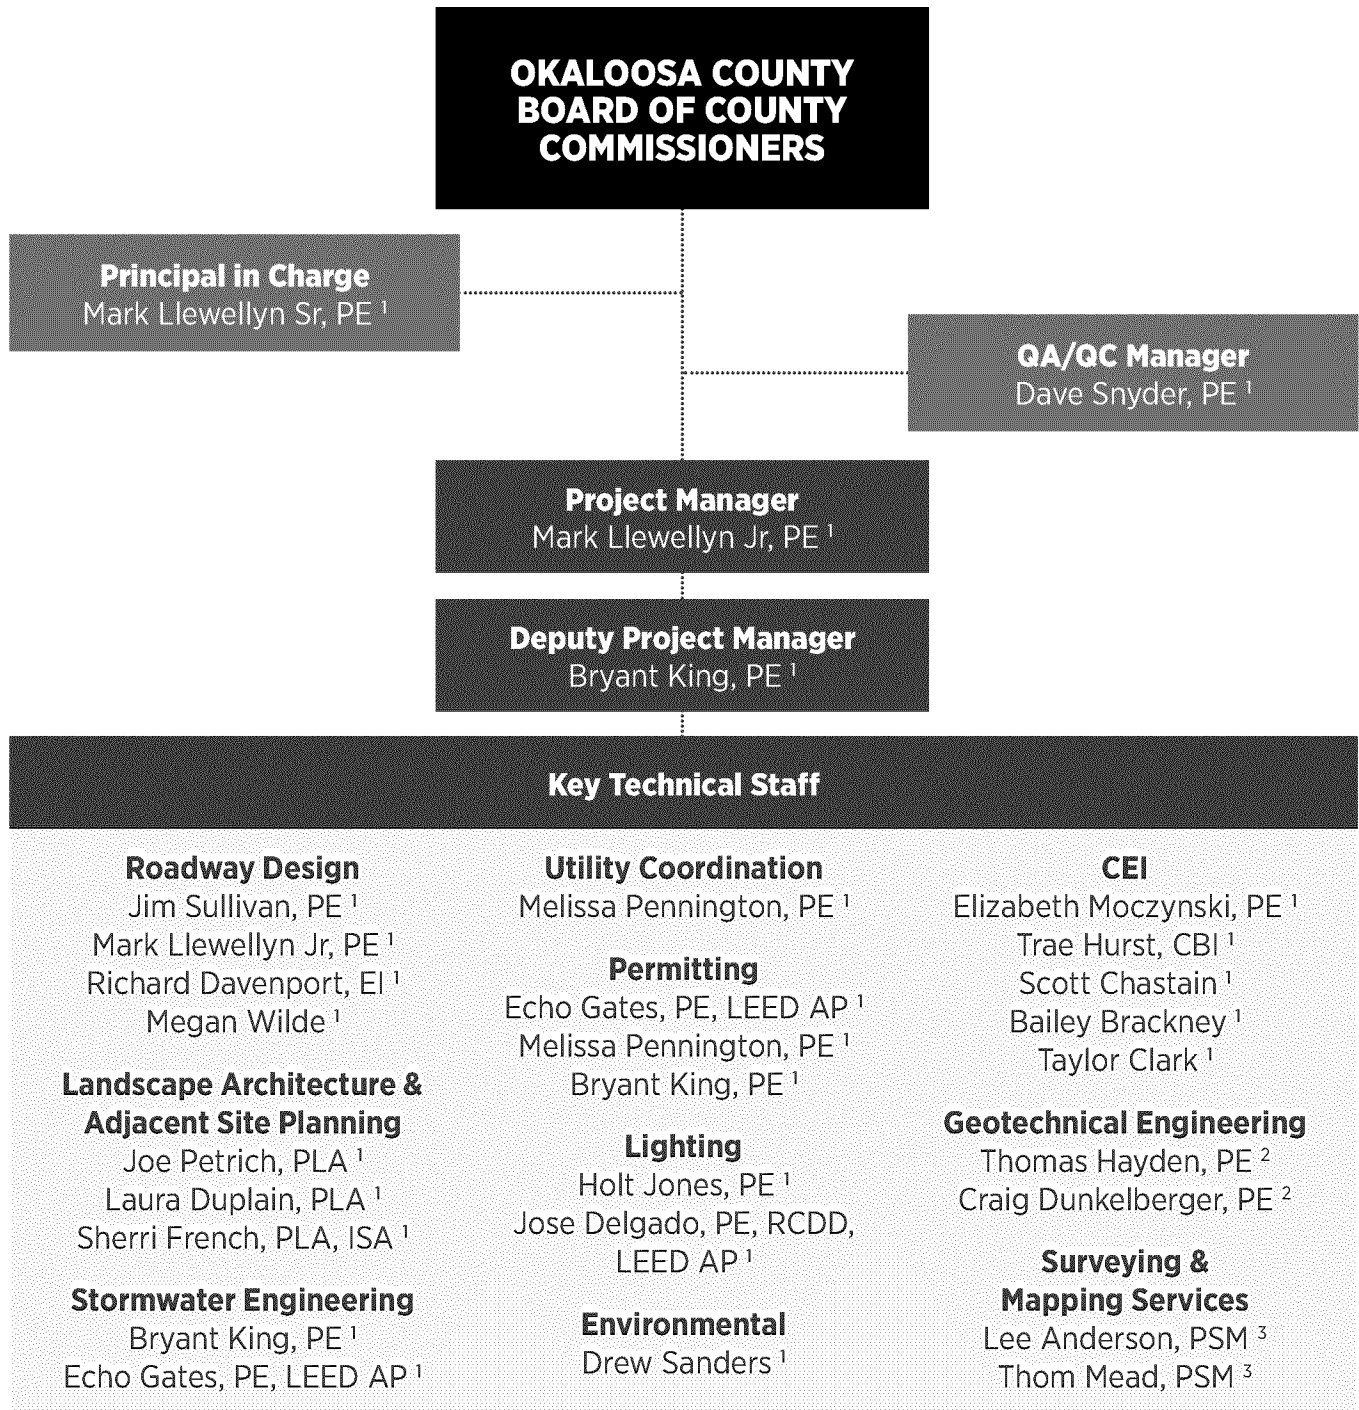 OKALOOSA COUNTY
BOARD OF COUNTY
COMMISSIONERS
Principal in Charge
Mark Llewellyn Sr, PE ¹
QA/QC Manager
Dave Snyder, PE ¹
Project Manager
Mark Llewellyn Jr, PE ¹
Deputy Project Manager
Bryant King, PE ¹
Key Technical Staff
Roadway Design
Jim Sullivan, PE ¹
Mark Llewellyn Jr, PE ¹
Richard Davenport, EI ¹
Megan Wilde ¹
Landscape Architecture &
Adjacent Site Planning
Joe Petrich, PLA ¹
Laura Duplain, PLA ¹
Sherri French, PLA, ISA ¹
Stormwater Engineering
Bryant King, PE ¹
Echo Gates, PE, LEED AP ¹
Utility Coordination
Melissa Pennington, PE ¹
Permitting
Echo Gates, PE, LEED AP ¹
Melissa Pennington, PE ¹
Bryant King, PE ¹
Lighting
Holt Jones, PE ¹
Jose Delgado, PE, RCDD,
LEED AP ¹
Environmental
Drew Sanders ¹
CEI
Elizabeth Moczynski, PE ¹
Trae Hurst, CBI ¹
Scott Chastain ¹
Bailey Brackney ¹
Taylor Clark ¹
Geotechnical Engineering
Thomas Hayden, PE ²
Craig Dunkelberger, PE ²
Surveying &
Mapping Services
Lee Anderson, PSM ³
Thom Mead, PSM ³